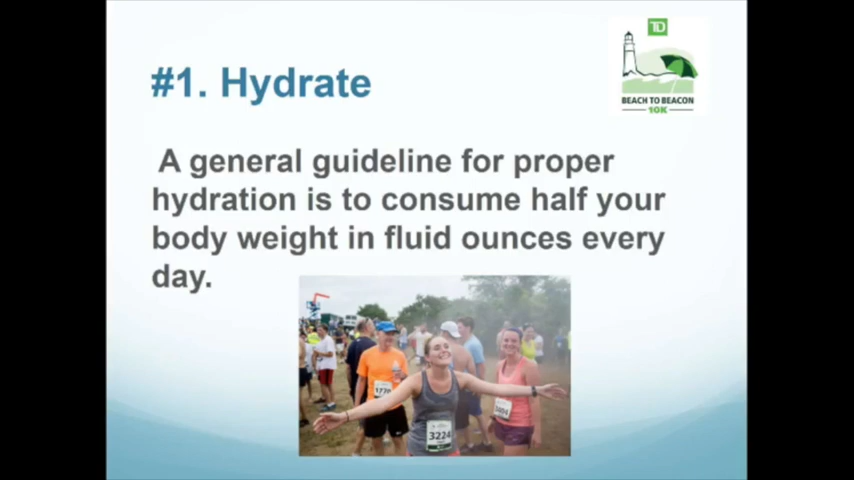 #1. Hydrate
TD
BEACH TO BEACON
10K
A general guideline for proper
hydration is to consume half your
body weight in fluid ounces every
day.
3224